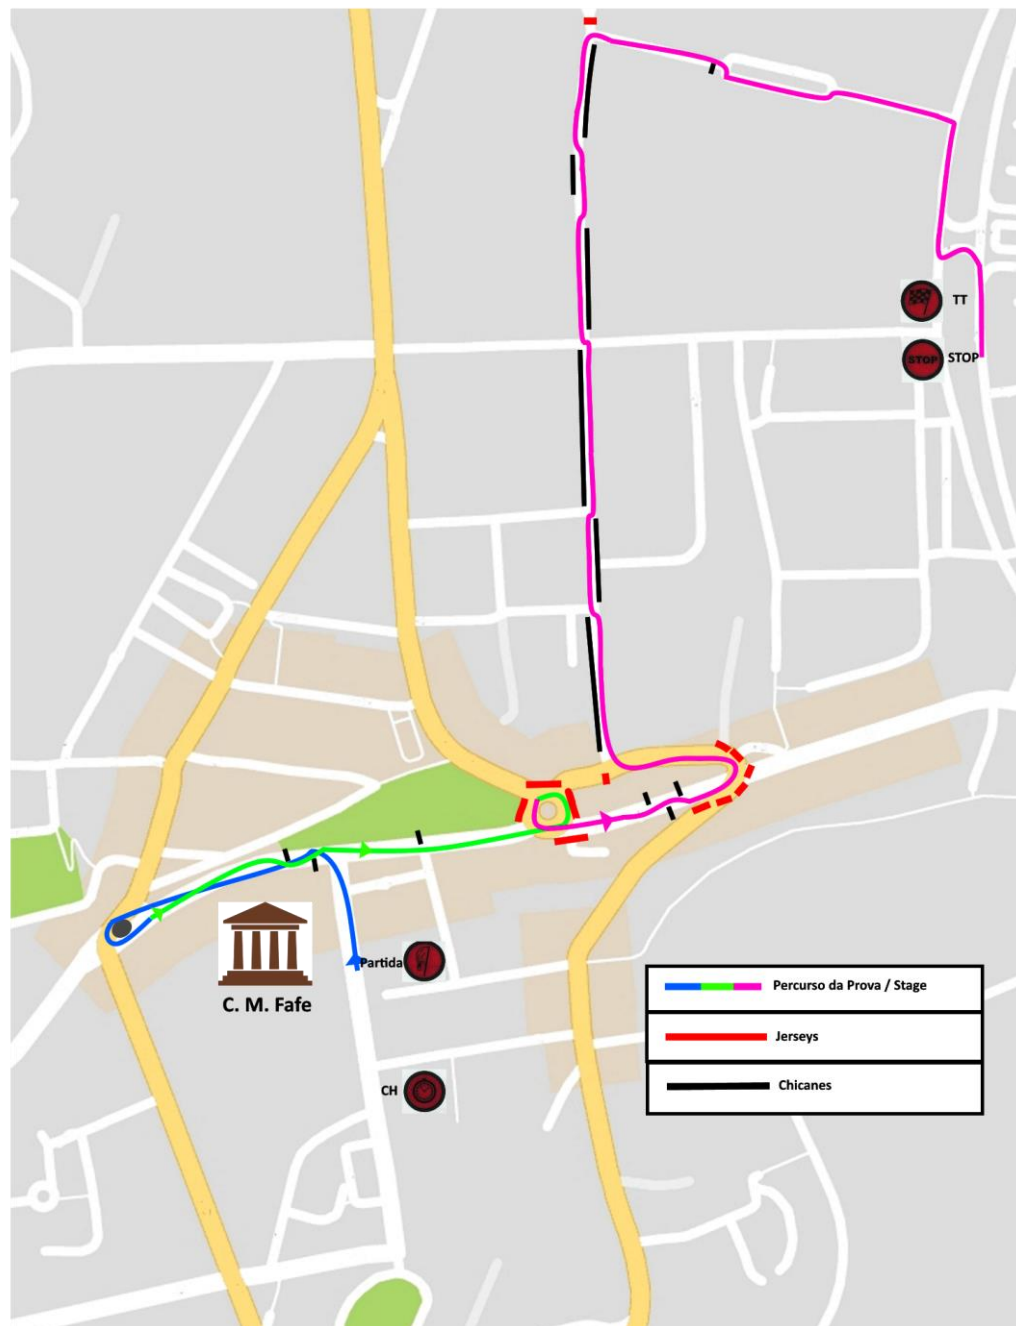 TT
STOP
STOP
Partida
C. M. Fafe
CH
Percurso da Prova / Stage
Jerseys
Chicanes